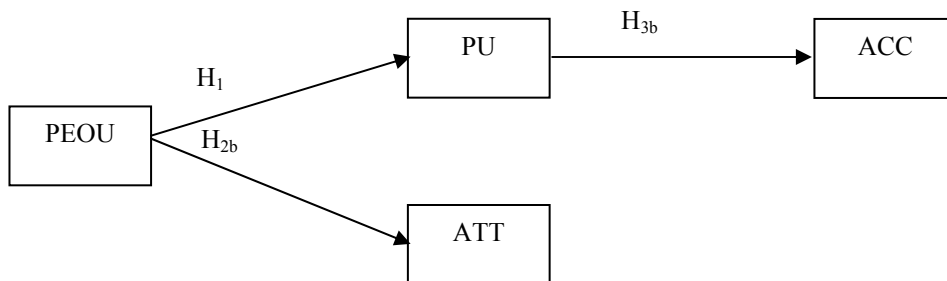 H3b
PU
ACC
H1
PEOU
H2b
ATT